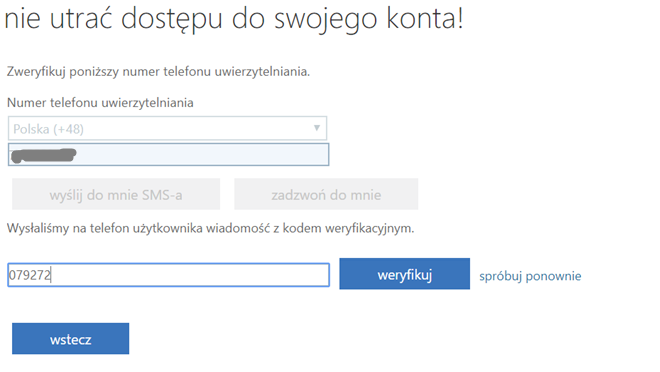 nie utrać dostępu do swojego konta!
Zweryfikuj poniższy numer telefonu uwierzytelniania.
Numer telefonu uwierzytelniania
Polska (+48)
wyślij do mnie SMS-a zadzwoń do mnie
Wysłaliśmy na telefon użytkownika wiadomość z kodem weryfikacyjnym.
079272 weryfikuj spróbuj ponownie
wstecz